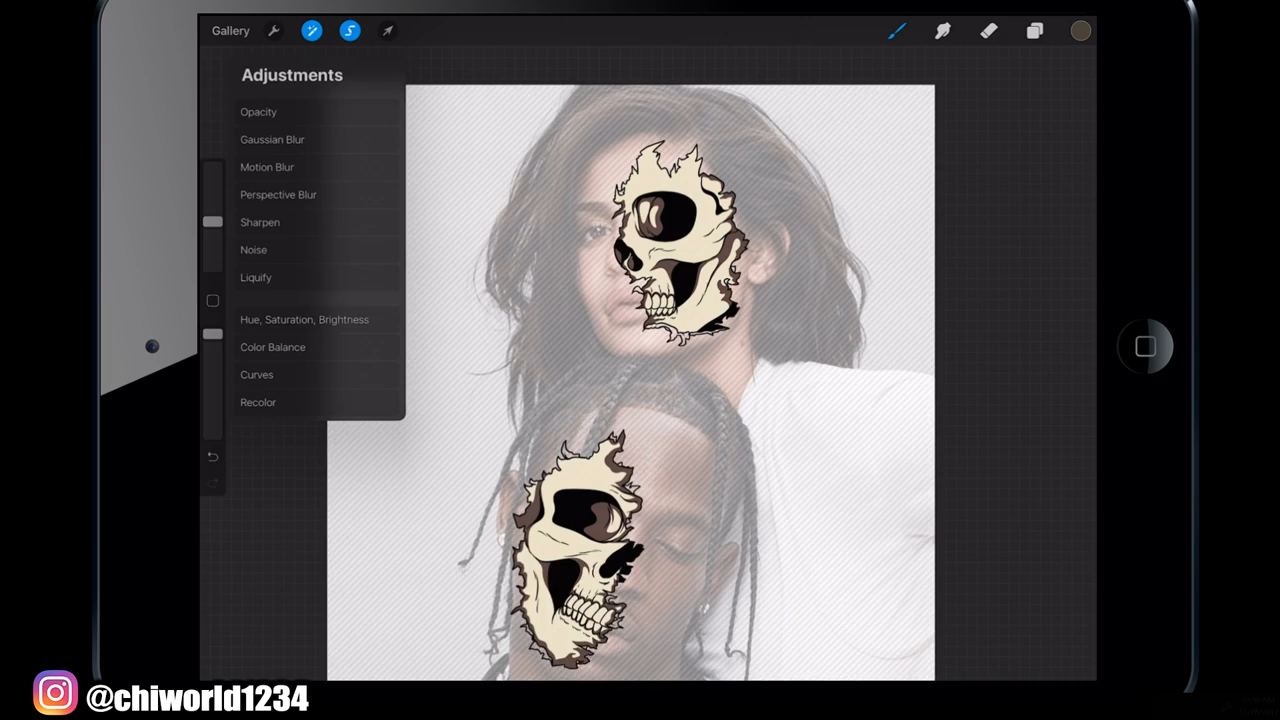 Gallery
Adjustments
Opacity
Gaussian Blur
Motion Blur
Perspective Blur
Sharpen
Noise
Liquify
Hue, Saturation, Brightness
Color Balance
Curves
Recolor
@chiworld1234